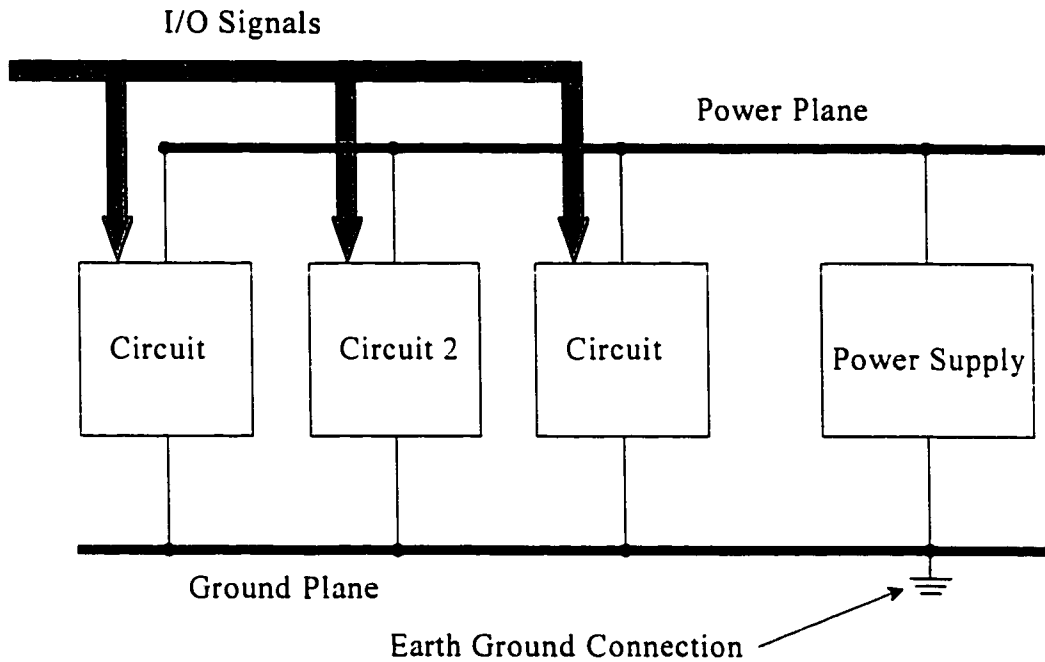 I/O Signals
Power Plane
Circuit
Circuit 2
Circuit
Power Supply
Ground Plane
Earth Ground Connection